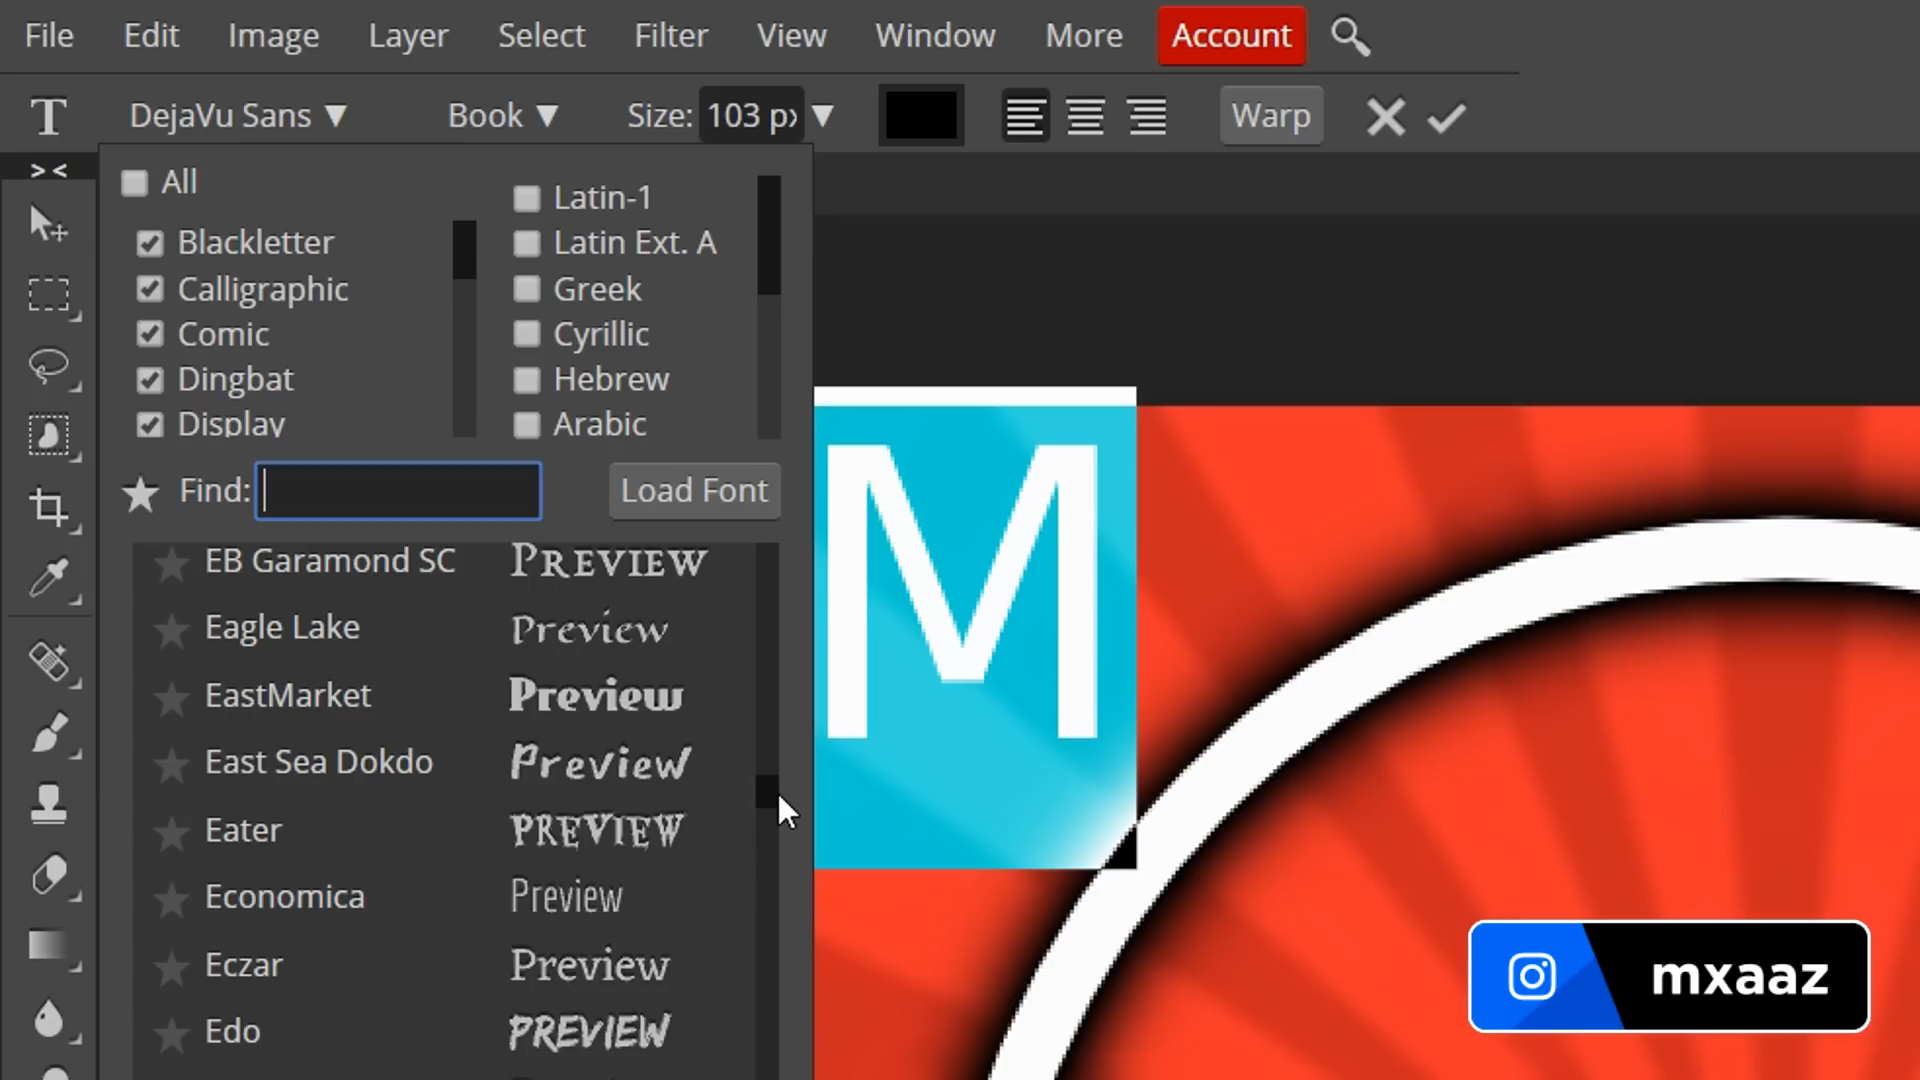 File Edit Image Layer Select Filter View Window More Account
T DejaVu Sans Book Size: 103 px Warp
> <
All
Blackletter
Calligraphic
Comic
Dingbat
Display
Latin-1
Latin Ext. A
Greek
Cyrillic
Hebrew
Arabic
Find: Load Font
EB Garamond SC Preview
Eagle Lake Preview
EastMarket Preview
East Sea Dokdo Preview
Eater PREVIEW
Economica Preview
Eczar Preview
Edo PREVIEW
M
mxaaz